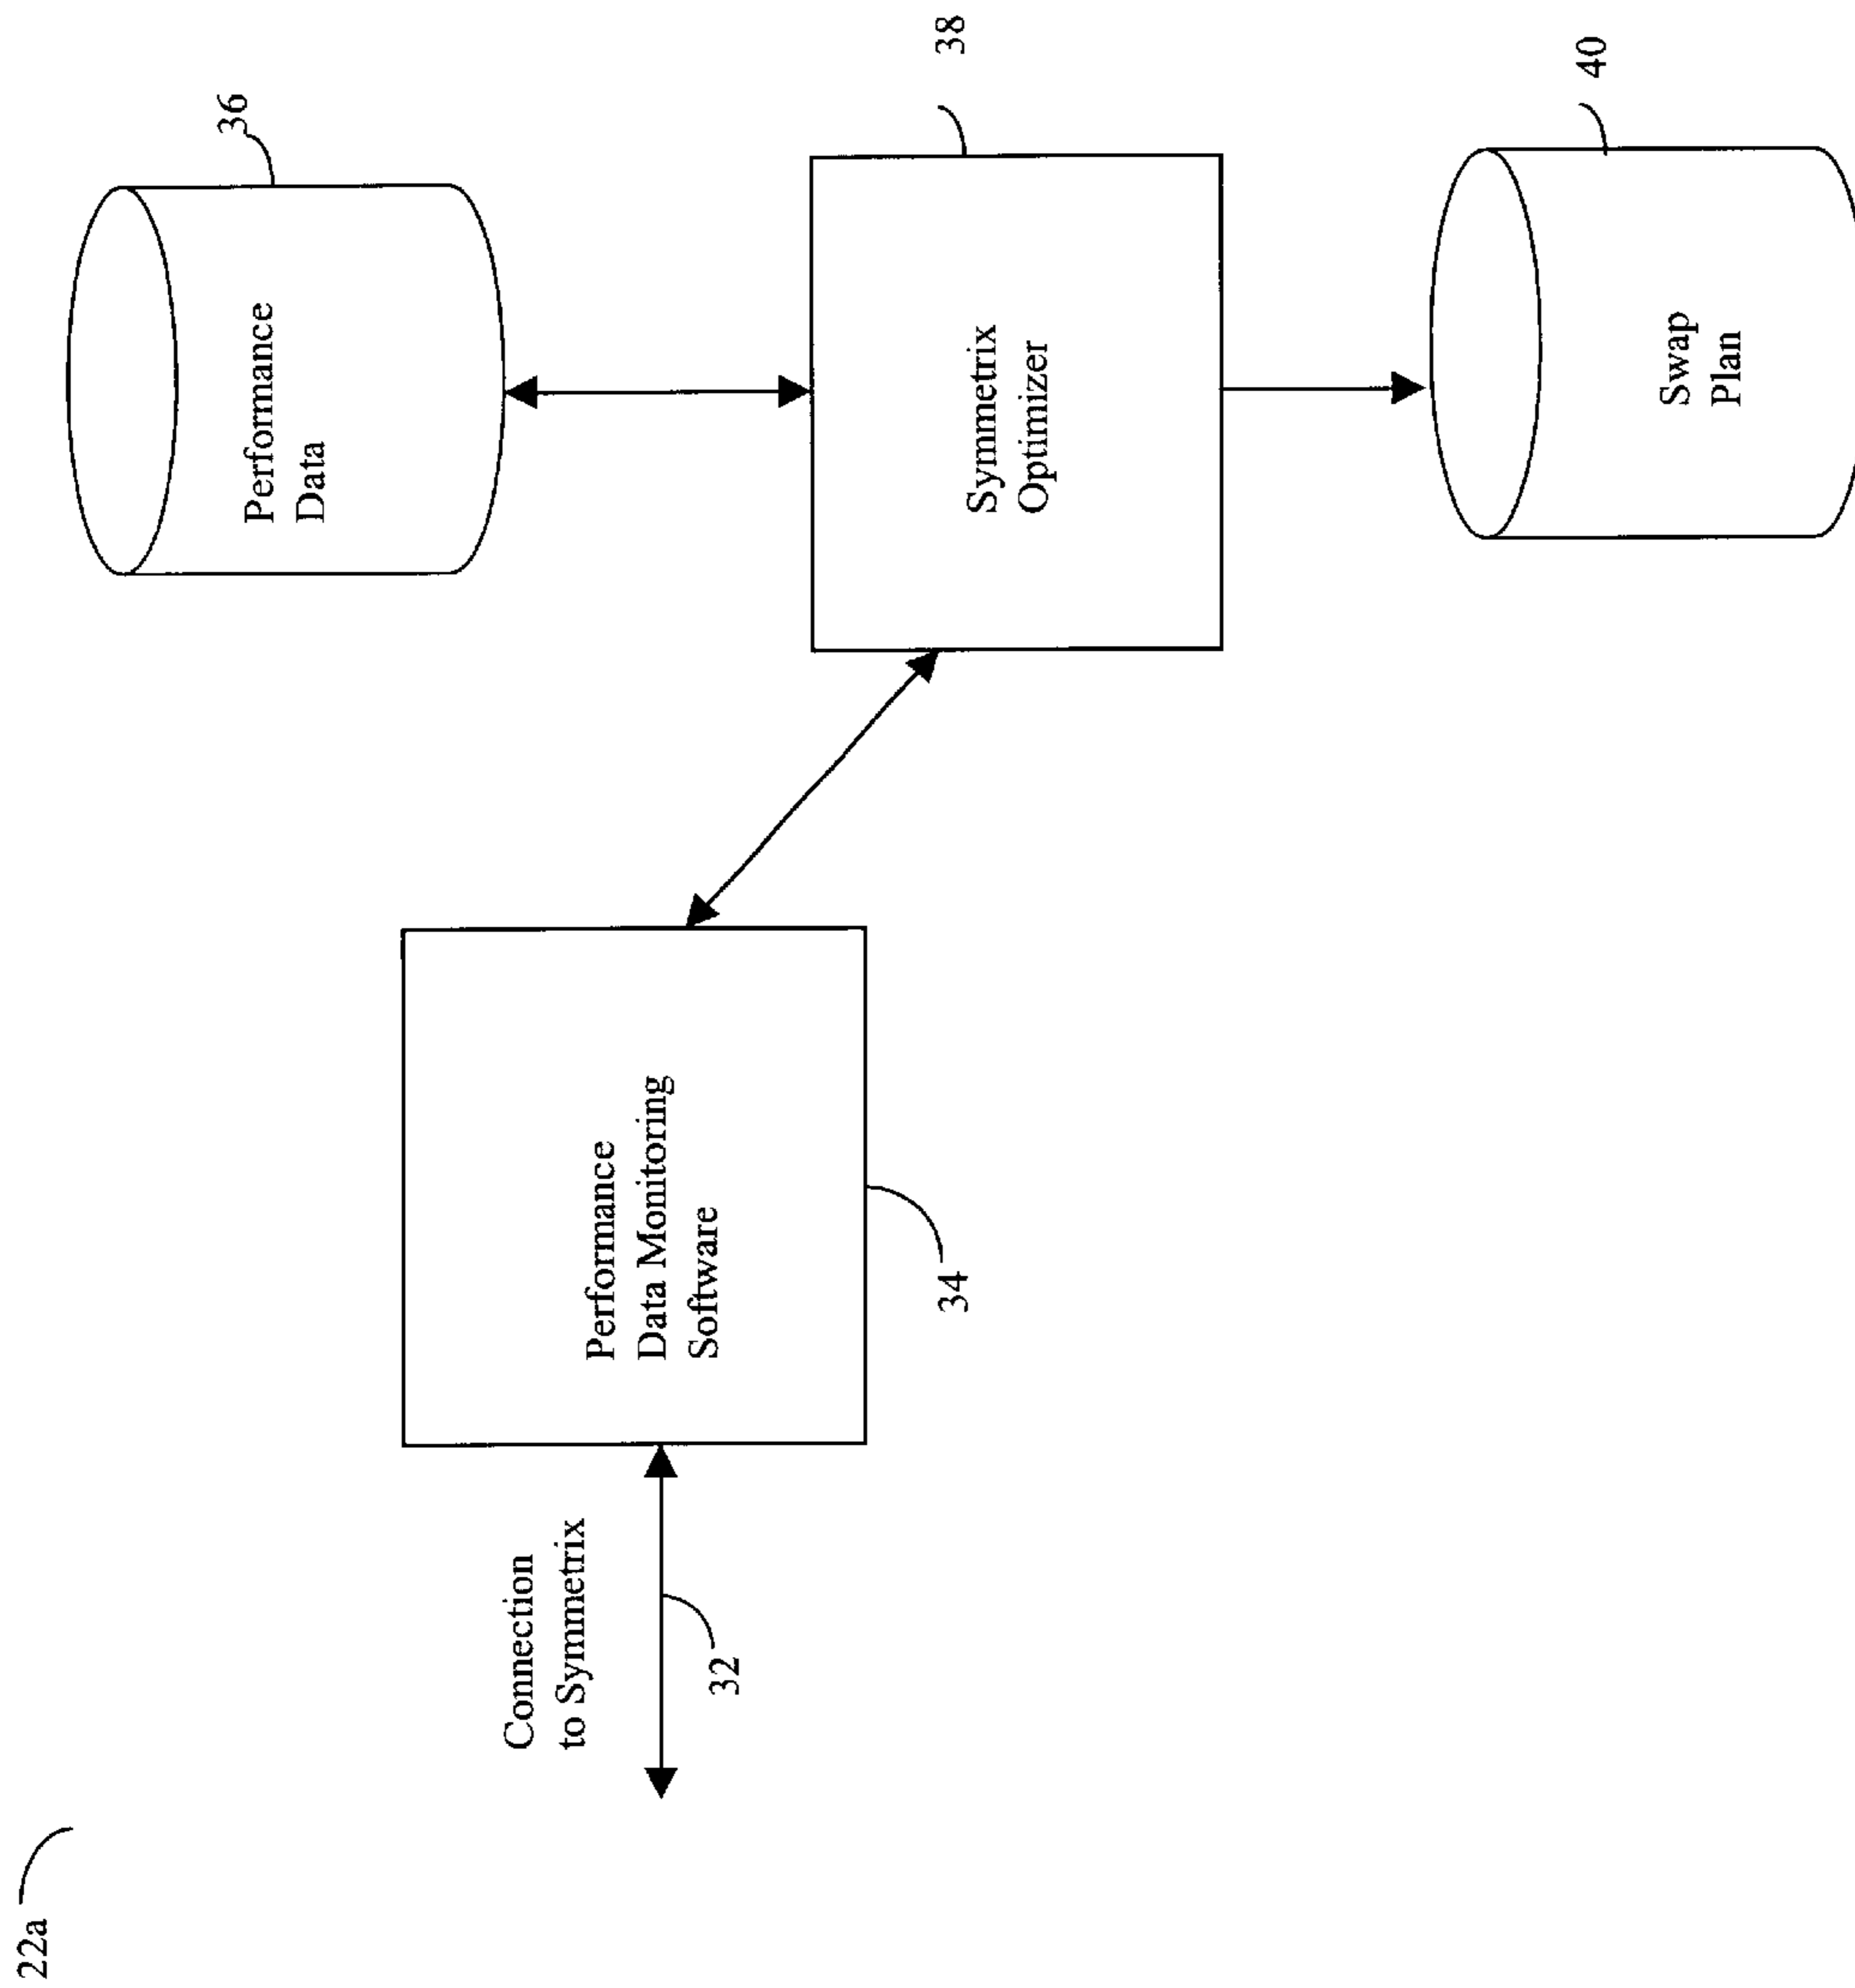 22a
Connection
to Symmetrix
32
Performance
Data Monitoring
Software
34
Performance
Data
36
Symmetrix
Optimizer
38
Swap
Plan
40